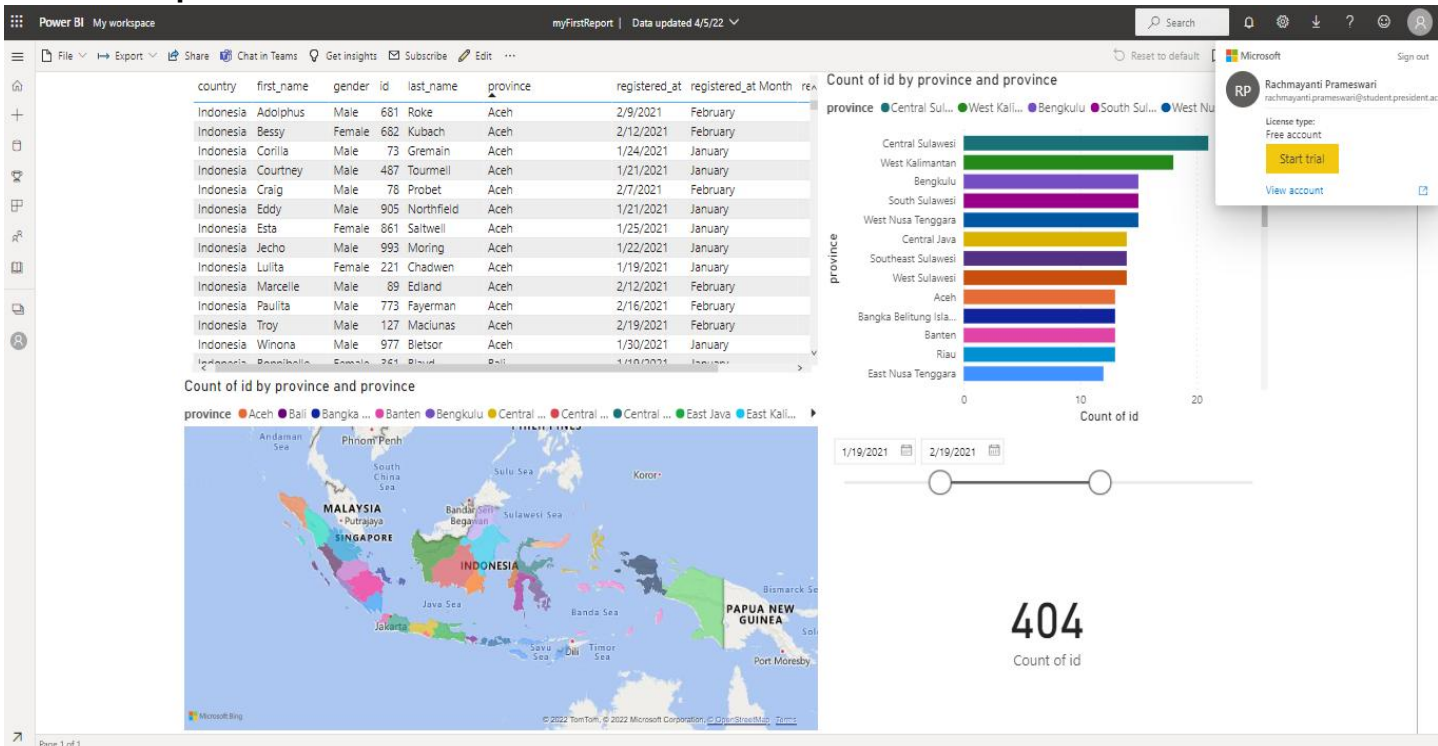 Power BI My workspace
myFirstReport | Data updated 4/5/22
Search
File Export Share Chat in Teams Get insights Subscribe Edit ...
Reset to default
Microsoft Sign out
RP
Rachmayanti Prameswari
rachmayanti.prameswari@student.president.ac
License type:
Free account
Start trial
View account
country first_name gender id last_name province registered_at registered_at Month
Indonesia Adolphus Male 681 Roke Aceh 2/9/2021 February
Indonesia Bessy Female 682 Kubach Aceh 2/12/2021 February
Indonesia Corilla Male 73 Gremain Aceh 1/24/2021 January
Indonesia Courtney Male 487 Tourmell Aceh 1/21/2021 January
Indonesia Craig Male 78 Probet Aceh 2/7/2021 February
Indonesia Eddy Male 905 Northfield Aceh 1/21/2021 January
Indonesia Esta Female 861 Saltwell Aceh 1/25/2021 January
Indonesia Jecho Male 993 Moring Aceh 1/22/2021 January
Indonesia Lulita Female 221 Chadwen Aceh 1/19/2021 January
Indonesia Marcelle Male 89 Edland Aceh 2/12/2021 February
Indonesia Paulita Male 773 Fayerman Aceh 2/16/2021 February
Indonesia Troy Male 127 Maciunas Aceh 2/19/2021 February
Indonesia Winona Male 977 Bletsor Aceh 1/30/2021 January
Count of id by province and province
province Central Sul... West Kali... Bengkulu South Sul... West Nu
province
Central Sulawesi
West Kalimantan
Bengkulu
South Sulawesi
West Nusa Tenggara
Central Java
Southeast Sulawesi
West Sulawesi
Aceh
Bangka Belitung Isla...
Banten
Riau
East Nusa Tenggara
0 10 20
Count of id
Count of id by province and province
province Aceh Bali Bangka ... Banten Bengkulu Central ... Central ... Central ... East Java East Kali...
Andaman
Sea
Phnom Penh
South
China
Sea
Sulu Sea
Koror
MALAYSIA
Putrajaya
Bandar Seri
Begawan
Sulawesi Sea
SINGAPORE
INDONESIA
Java Sea
Jakarta
Banda Sea
Bismarck Se
PAPUA NEW
GUINEA
Sol
Savu
Sea
Dili
Timor
Sea
Port Moresby
Microsoft Bing
© 2022 TomTom, © 2022 Microsoft Corporation, © OpenStreetMap Terms
1/19/2021 2/19/2021
404
Count of id
Page 1 of 1